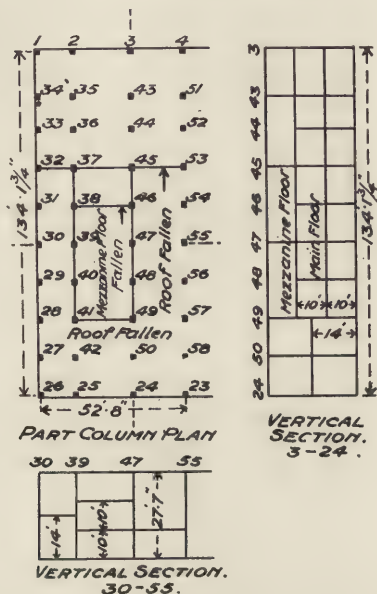 1 2 3 4
34 35 43 51
33 36 44 52
32 37 45 53
31 38 46 54
30 39 47 55
29 40 48 56
28 41 49 57
27 42 50 58
26 25 24 23
134' 1 3/4"
Mezzanine Floor
Fallen
Roof Fallen
Roof Fallen
52'8"
PART COLUMN PLAN
3
43
44
45
46
47
48
49
50
24
Mezzanine Floor
Main Floor
10' 10'
14'
134' 1 3/4"
VERTICAL
SECTION.
3-24.
30 39 47 55
14'
10' 10'
27'7"
VERTICAL SECTION.
30-55.